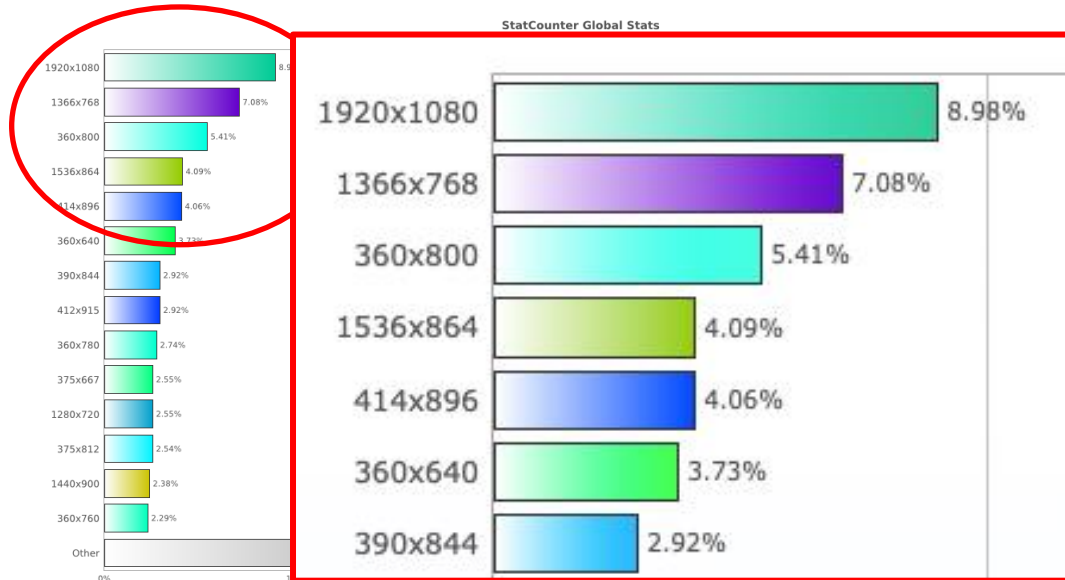 StatCounter Global Stats
1920x1080
1366x768 7.08%
360x800 5.41%
1536x864 4.09%
414x896 4.06%
360x640 3.73%
390x844 2.92%
412x915 2.92%
360x780 2.74%
375x667 2.55%
1280x720 2.55%
375x812 2.54%
1440x900 2.38%
360x760 2.29%
Other
0%
1920x1080 8.98%
1366x768 7.08%
360x800 5.41%
1536x864 4.09%
414x896 4.06%
360x640 3.73%
390x844 2.92%